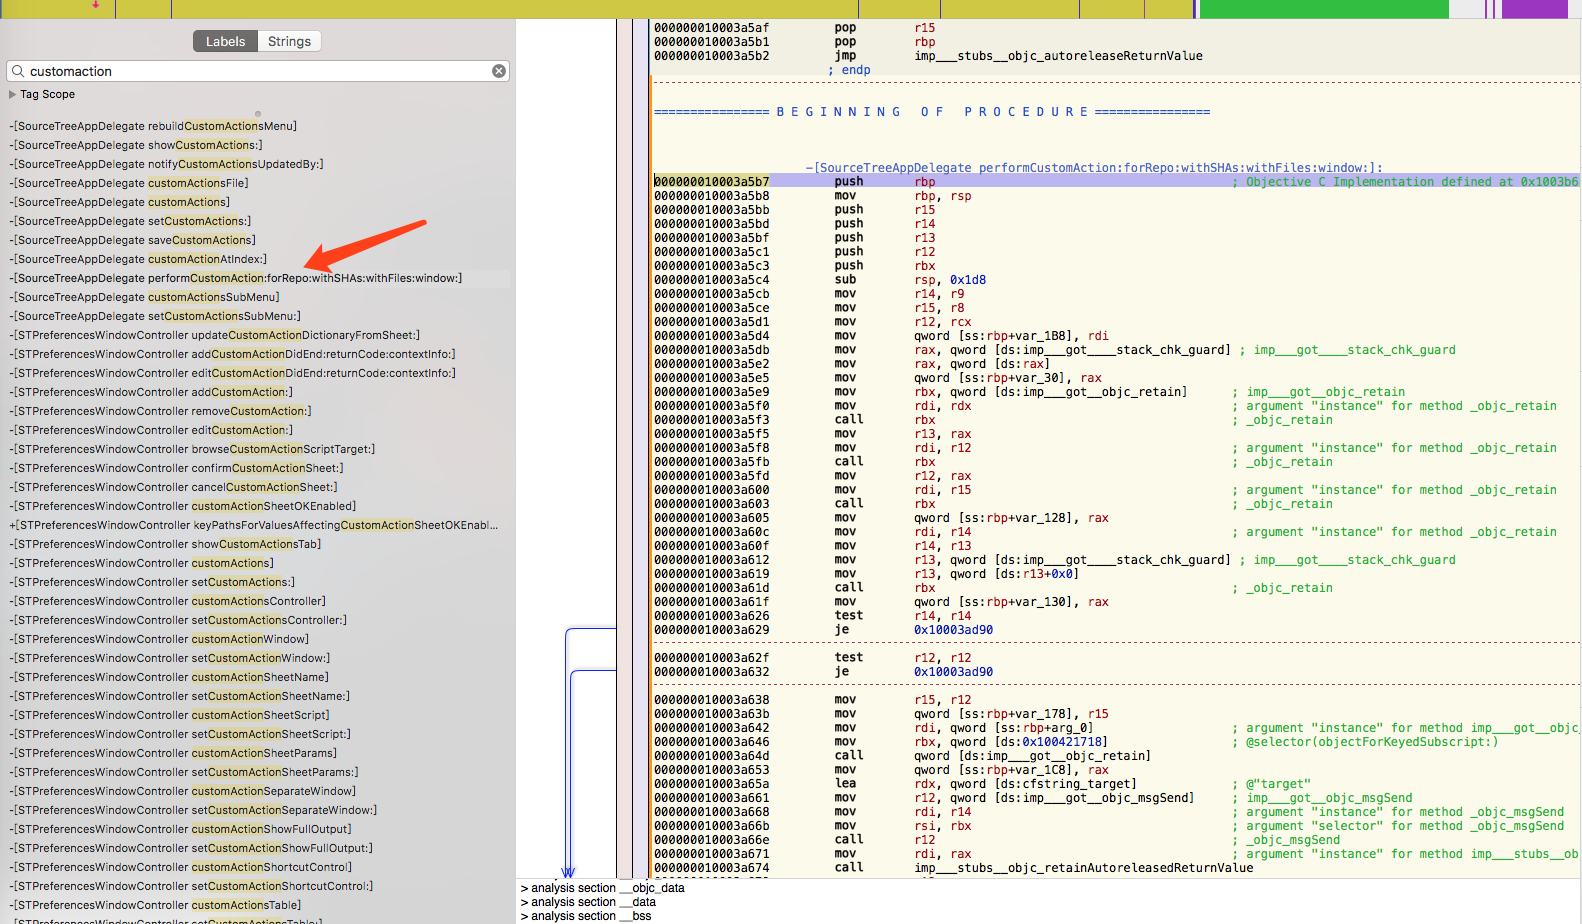 Labels
Strings
customaction
Tag Scope
-[SourceTreeAppDelegate rebuildCustomActionsMenu]
-[SourceTreeAppDelegate showCustomActions:]
-[SourceTreeAppDelegate notifyCustomActionsUpdatedBy:]
-[SourceTreeAppDelegate customActionsFile]
-[SourceTreeAppDelegate customActions]
-[SourceTreeAppDelegate setCustomActions:]
-[SourceTreeAppDelegate saveCustomActions]
-[SourceTreeAppDelegate customActionAtIndex:]
-[SourceTreeAppDelegate performCustomAction:forRepo:withSHAs:withFiles:window:]
-[SourceTreeAppDelegate customActionsSubMenu]
-[SourceTreeAppDelegate setCustomActionsSubMenu:]
-[STPreferencesWindowController updateCustomActionDictionaryFromSheet:]
-[STPreferencesWindowController addCustomActionDidEnd:returnCode:contextInfo:]
-[STPreferencesWindowController editCustomActionDidEnd:returnCode:contextInfo:]
-[STPreferencesWindowController addCustomAction:]
-[STPreferencesWindowController removeCustomAction:]
-[STPreferencesWindowController editCustomAction:]
-[STPreferencesWindowController browseCustomActionScriptTarget:]
-[STPreferencesWindowController confirmCustomActionSheet:]
-[STPreferencesWindowController cancelCustomActionSheet:]
-[STPreferencesWindowController customActionSheetOKEnabled]
+[STPreferencesWindowController keyPathsForValuesAffectingCustomActionSheetOKEnabl...
-[STPreferencesWindowController showCustomActionsTab]
-[STPreferencesWindowController customActions]
-[STPreferencesWindowController setCustomActions:]
-[STPreferencesWindowController customActionsController]
-[STPreferencesWindowController setCustomActionsController:]
-[STPreferencesWindowController customActionWindow]
-[STPreferencesWindowController setCustomActionWindow:]
-[STPreferencesWindowController customActionSheetName]
-[STPreferencesWindowController setCustomActionSheetName:]
-[STPreferencesWindowController customActionSheetScript]
-[STPreferencesWindowController setCustomActionSheetScript:]
-[STPreferencesWindowController customActionSheetParams]
-[STPreferencesWindowController setCustomActionSheetParams:]
-[STPreferencesWindowController customActionSeparateWindow]
-[STPreferencesWindowController setCustomActionSeparateWindow:]
-[STPreferencesWindowController customActionShowFullOutput]
-[STPreferencesWindowController setCustomActionShowFullOutput:]
-[STPreferencesWindowController customActionShortcutControl]
-[STPreferencesWindowController setCustomActionShortcutControl:]
-[STPreferencesWindowController customActionsTable]
-[STPreferencesWindowController setCustomActionsTable:]
000000010003a5af pop r15
000000010003a5b1 pop rbp
000000010003a5b2 jmp imp___stubs__objc_autoreleaseReturnValue
; endp
================ B E G I N N I N G   O F   P R O C E D U R E ================
-[SourceTreeAppDelegate performCustomAction:forRepo:withSHAs:withFiles:window:]:
000000010003a5b7 push rbp ; Objective C Implementation defined at 0x1003b6
000000010003a5b8 mov rbp, rsp
000000010003a5bb push r15
000000010003a5bd push r14
000000010003a5bf push r13
000000010003a5c1 push r12
000000010003a5c3 push rbx
000000010003a5c4 sub rsp, 0x1d8
000000010003a5cb mov r14, r9
000000010003a5ce mov r15, r8
000000010003a5d1 mov r12, rcx
000000010003a5d4 mov qword [ss:rbp+var_1B8], rdi
000000010003a5db mov rax, qword [ds:imp___got____stack_chk_guard] ; imp___got____stack_chk_guard
000000010003a5e2 mov rax, qword [ds:rax]
000000010003a5e5 mov qword [ss:rbp+var_30], rax
000000010003a5e9 mov rbx, qword [ds:imp___got__objc_retain] ; imp___got__objc_retain
000000010003a5f0 mov rdi, rdx ; argument "instance" for method _objc_retain
000000010003a5f3 call rbx ; _objc_retain
000000010003a5f5 mov r13, rax
000000010003a5f8 mov rdi, r12 ; argument "instance" for method _objc_retain
000000010003a5fb call rbx ; _objc_retain
000000010003a5fd mov r12, rax
000000010003a600 mov rdi, r15 ; argument "instance" for method _objc_retain
000000010003a603 call rbx ; _objc_retain
000000010003a605 mov qword [ss:rbp+var_128], rax
000000010003a60c mov rdi, r14 ; argument "instance" for method _objc_retain
000000010003a60f mov r14, r13
000000010003a612 mov r13, qword [ds:imp___got____stack_chk_guard] ; imp___got____stack_chk_guard
000000010003a619 mov r13, qword [ds:r13+0x0]
000000010003a61d call rbx ; _objc_retain
000000010003a61f mov qword [ss:rbp+var_130], rax
000000010003a626 test r14, r14
000000010003a629 je 0x10003ad90
000000010003a62f test r12, r12
000000010003a632 je 0x10003ad90
000000010003a638 mov r15, r12
000000010003a63b mov qword [ss:rbp+var_178], r15
000000010003a642 mov rdi, qword [ss:rbp+arg_0] ; argument "instance" for method imp___got__objc_
000000010003a646 mov rbx, qword [ds:0x100421718] ; @selector(objectForKeyedSubscript:)
000000010003a64d call qword [ds:imp___got__objc_retain]
000000010003a653 mov qword [ss:rbp+var_1C8], rax
000000010003a65a lea rdx, qword [ds:cfstring_target] ; @"target"
000000010003a661 mov r12, qword [ds:imp___got__objc_msgSend] ; imp___got__objc_msgSend
000000010003a668 mov rdi, r14 ; argument "instance" for method _objc_msgSend
000000010003a66b mov rsi, rbx ; argument "selector" for method _objc_msgSend
000000010003a66e call r12 ; _objc_msgSend
000000010003a671 mov rdi, rax ; argument "instance" for method imp___stubs__ob
000000010003a674 call imp___stubs__objc_retainAutoreleasedReturnValue
> analysis section __objc_data
> analysis section __data
> analysis section __bss